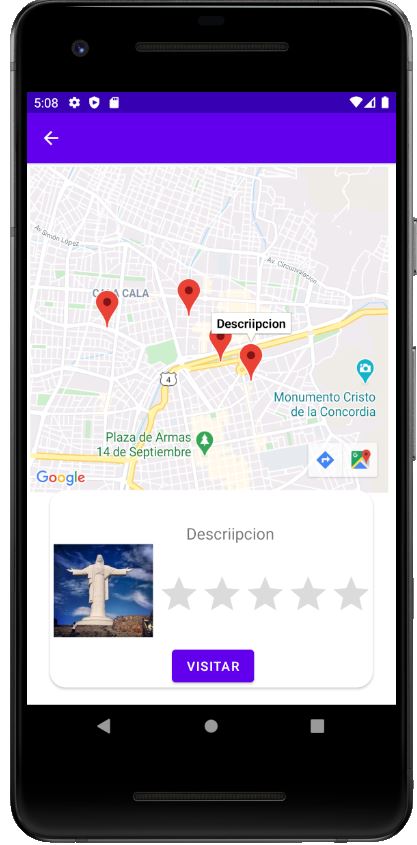 5:08
Av. Simón López
Av. Circunvalación
CALA CALA
Descriipcion
4
Monumento Cristo
de la Concordia
Plaza de Armas
14 de Septiembre
Google
Descriipcion
VISITAR